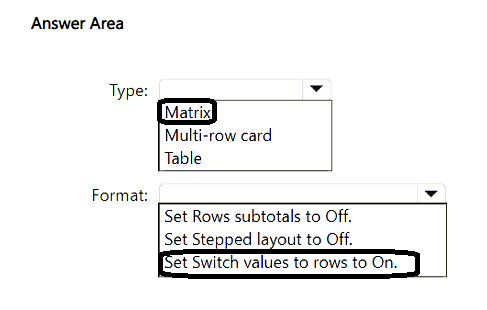 Answer Area
Type:
Matrix
Multi-row card
Table
Format:
Set Rows subtotals to Off.
Set Stepped layout to Off.
Set Switch values to rows to On.